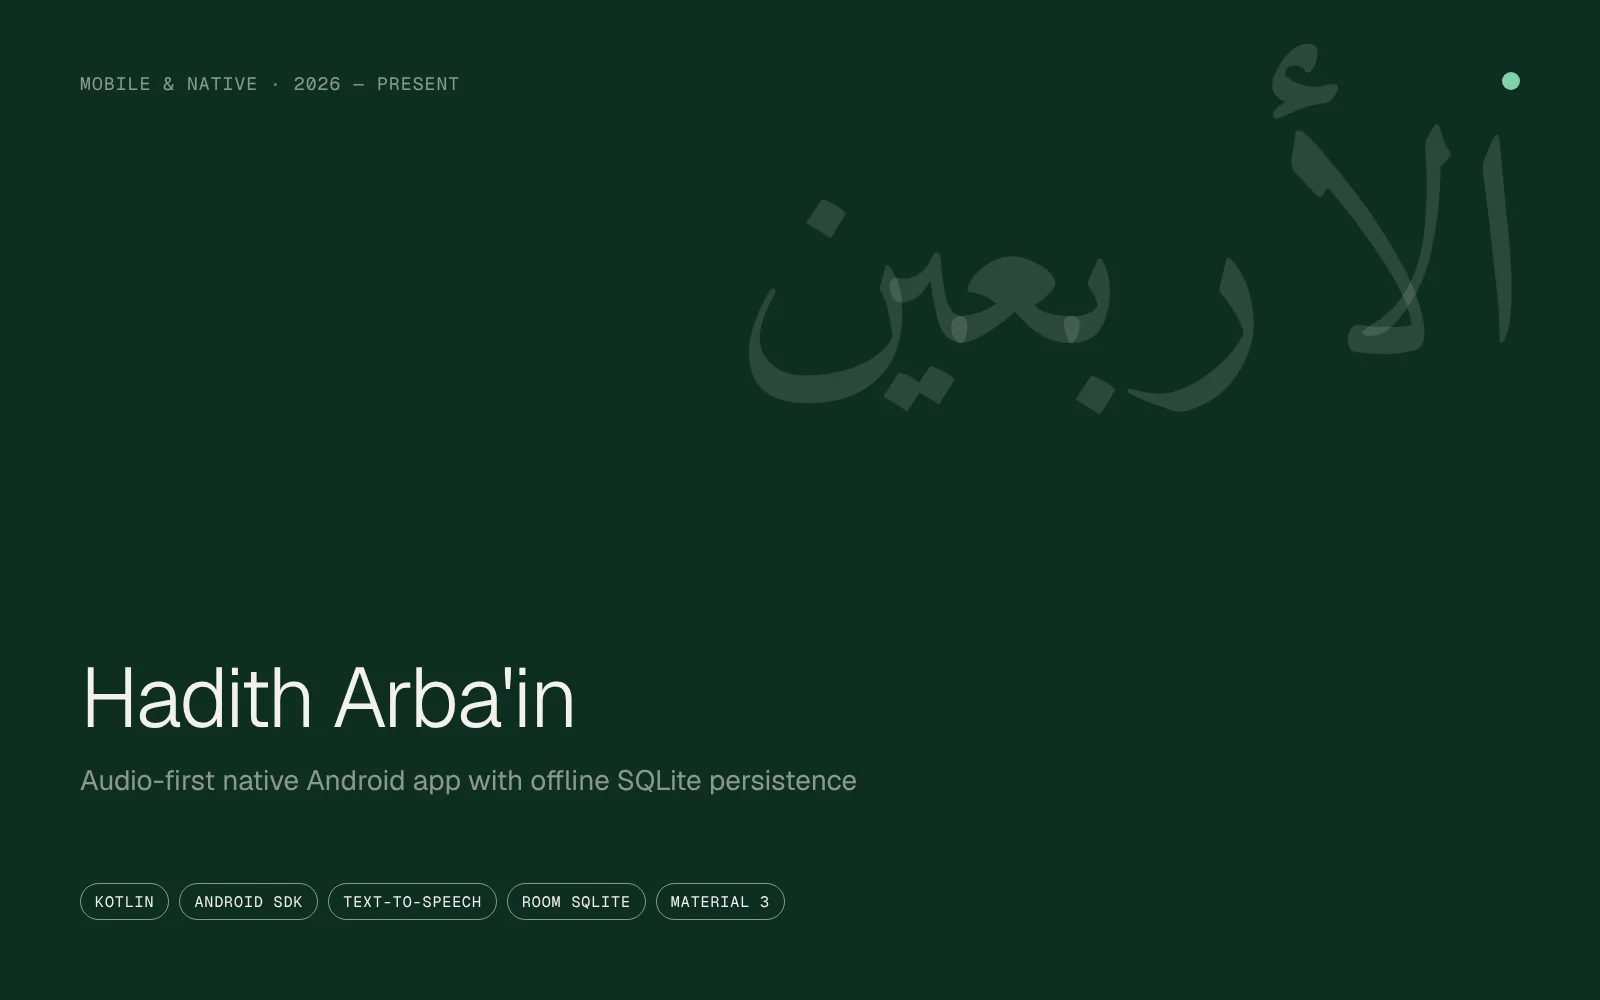 MOBILE & NATIVE · 2026 — PRESENT
الأربعين
Hadith Arba'in
Audio-first native Android app with offline SQLite persistence
KOTLIN ANDROID SDK TEXT-TO-SPEECH ROOM SQLITE MATERIAL 3